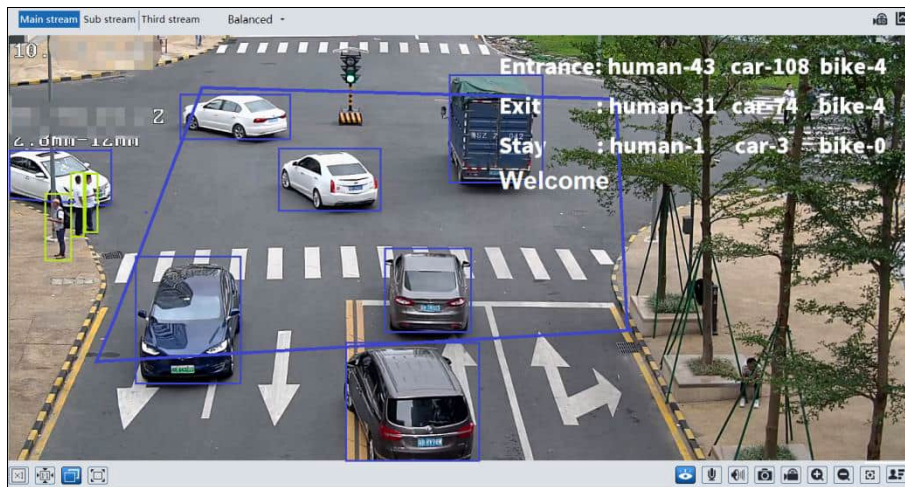 Main stream Sub stream Third stream Balanced
10.
Entrance: human-43 car-108 bike-4
Exit : human-31 car-74 bike-4
Z
2.8mm-12mm
Stay : human-1 car-3 bike-0
Welcome